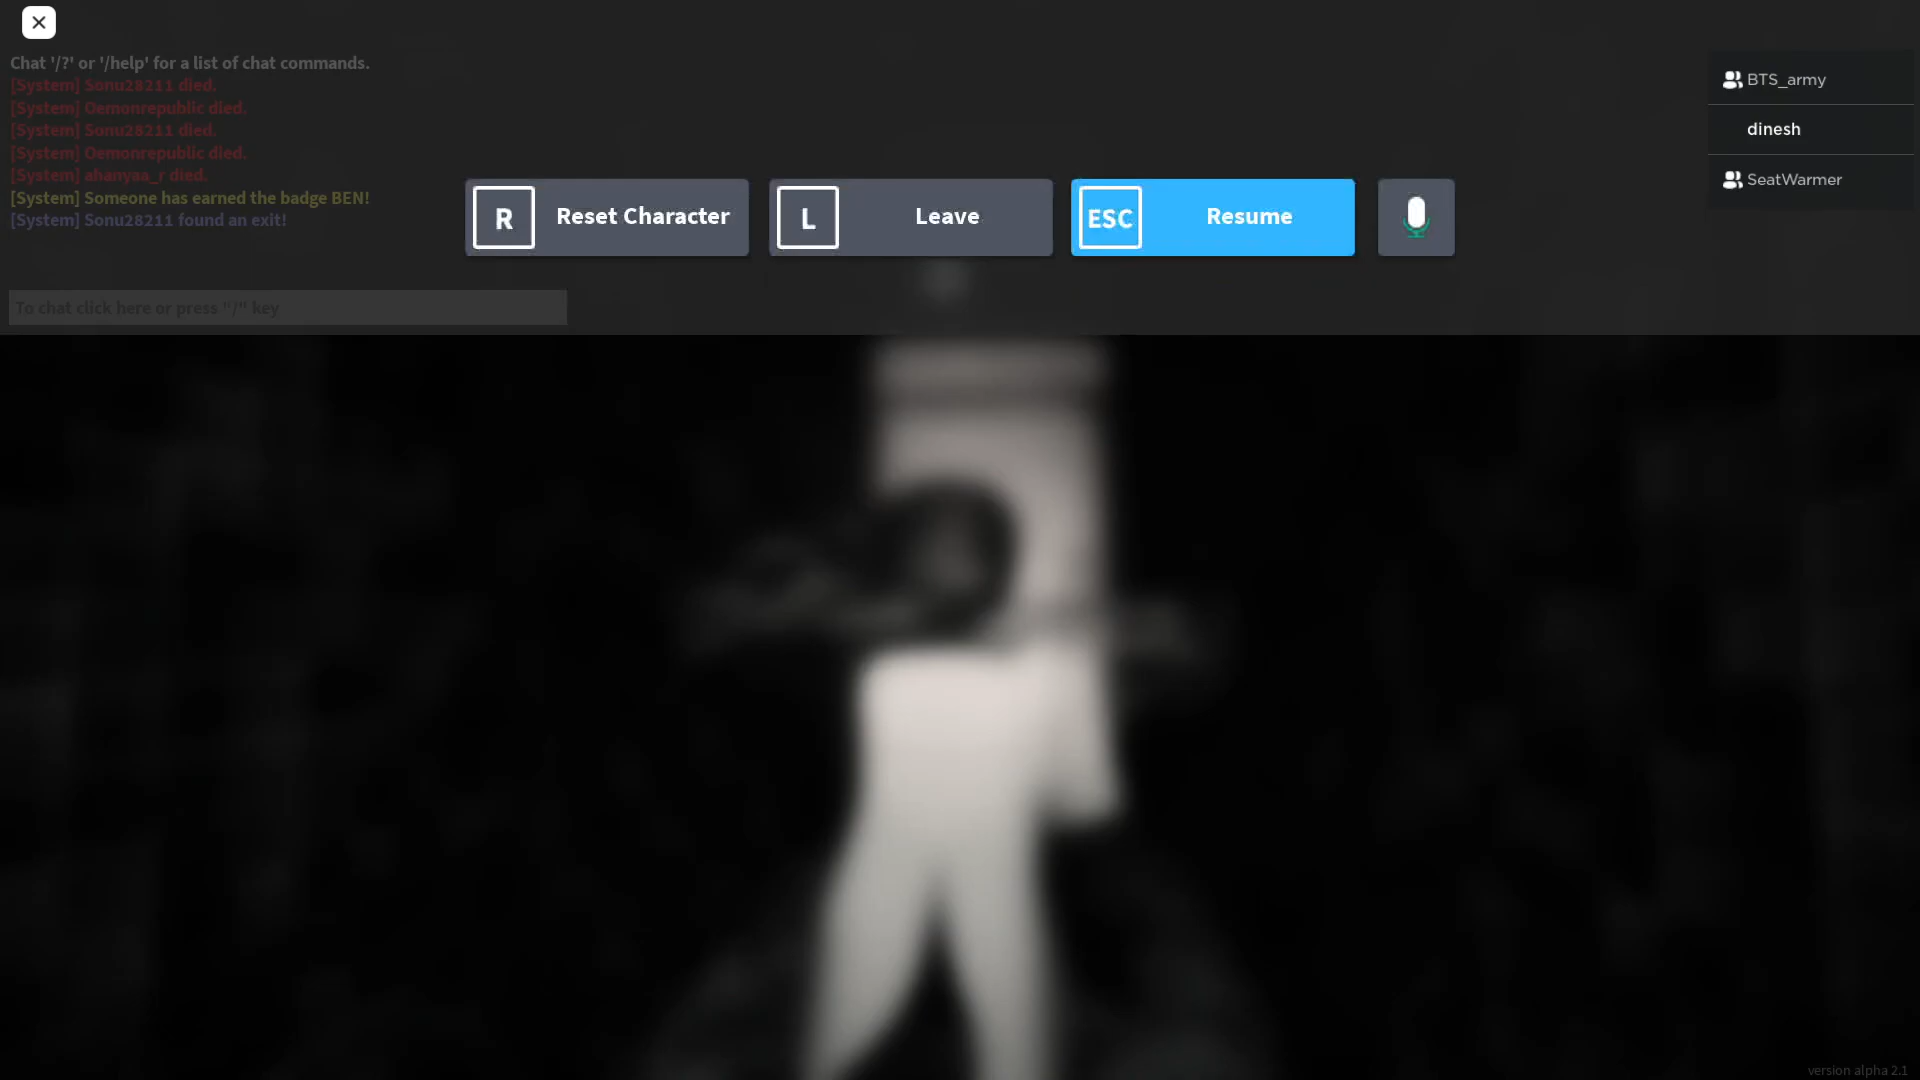 Chat '/?' or '/help' for a list of chat commands.
[System] Sonu28211 died.
[System] Demonrepublic died.
[System] Sonu28211 died.
[System] Demonrepublic died.
[System] ahanyaa_r died.
[System] Someone has earned the badge BEN!
[System] Sonu28211 found an exit!
To chat click here or press "/" key
R Reset Character
L Leave
ESC Resume
BTS_army
dinesh
SeatWarmer
version alpha 2.1